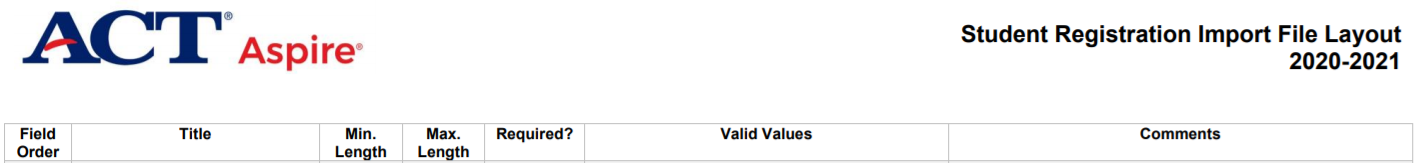 ACT® Aspire®
Student Registration Import File Layout
2020-2021
Field Order Title Min. Length Max. Length Required? Valid Values Comments